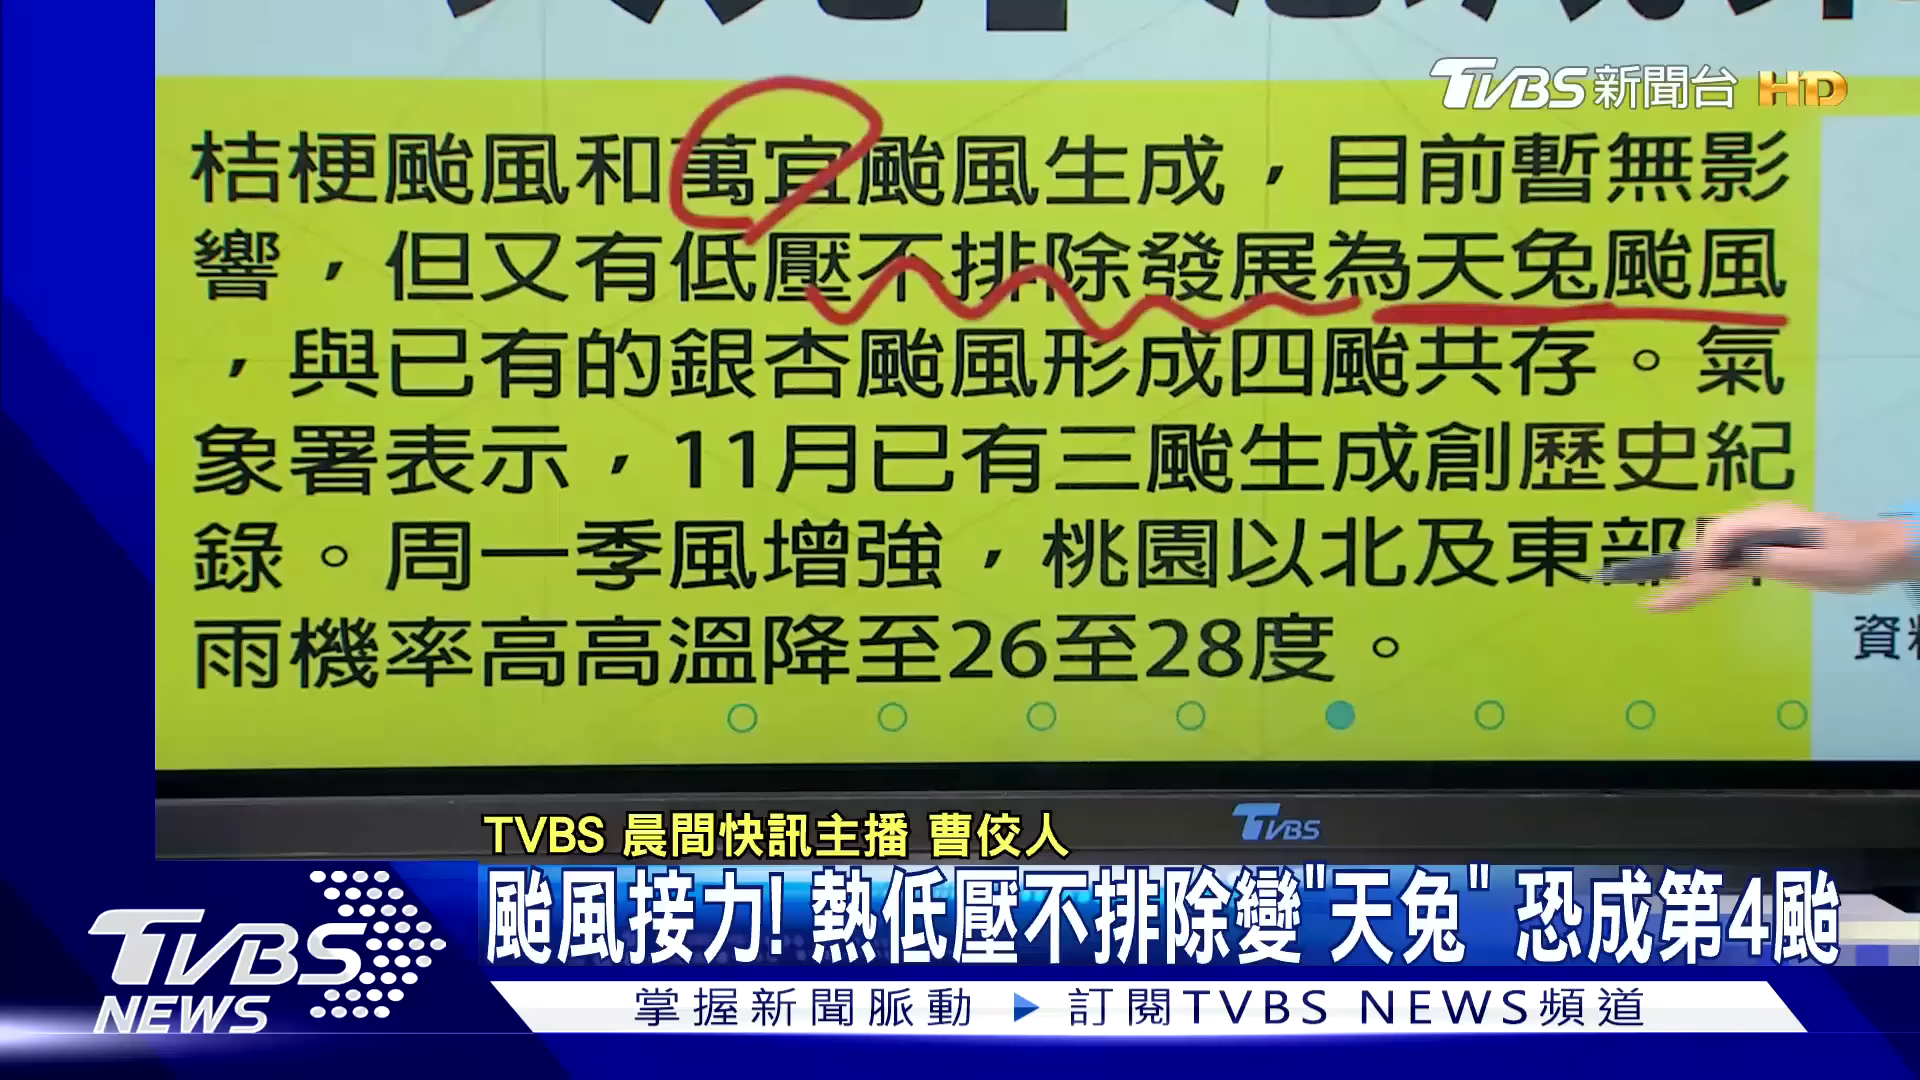 TVBS新聞台 HD
桔梗颱風和萬宜颱風生成，目前暫無影
響，但又有低壓不排除發展為天兔颱風
，與已有的銀杏颱風形成四颱共存。氣
象署表示，11月已有三颱生成創歷史紀
錄。周一季風增強，桃園以北及東部
雨機率高高溫降至26至28度。
資料
TVBS
TVBS 晨間快訊主播 曹佼人
颱風接力! 熱低壓不排除變"天兔" 恐成第4颱
TVBS
NEWS
掌握新聞脈動 ▶ 訂閱TVBS NEWS頻道